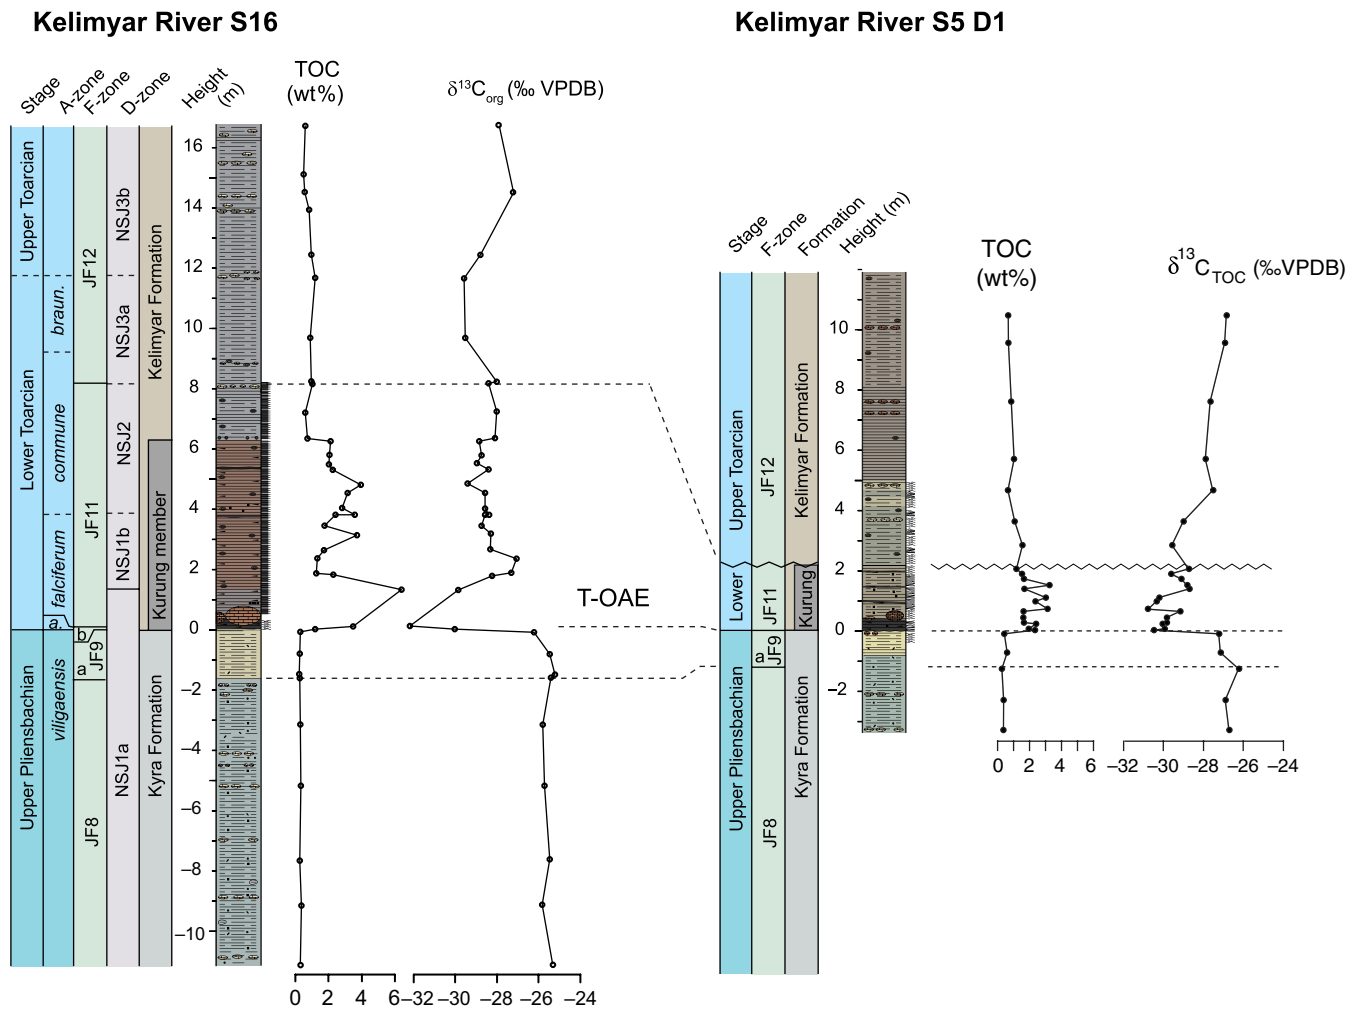 Kelimyar River S16
Kelimyar River S5 D1
Stage
A-zone
F-zone
D-zone
Height
(m)
TOC
(wt%)
δ13Corg (‰ VPDB)
Upper Toarcian
Lower Toarcian
Upper Pliensbachian
braun.
commune
falciferum
a.
viligaensis
JF12
JF11
b
JF9
a
JF8
NSJ3b
NSJ3a
NSJ2
NSJ1b
NSJ1a
Kelimyar Formation
Kurung member
Kyra Formation
16
14
12
10
8
6
4
2
0
–2
–4
–6
–8
–10
0 2 4 6 –32 –30 –28 –26 –24
T-OAE
Stage
F-zone
Formation
Height (m)
TOC
(wt%)
δ13CTOC (‰VPDB)
Upper Toarcian
Lower
Upper Pliensbachian
JF12
JF11
a JF9
JF8
Kelimyar Formation
Kurung
Kyra Formation
10
8
6
4
2
0
–2
0 2 4 6 –32 –30 –28 –26 –24